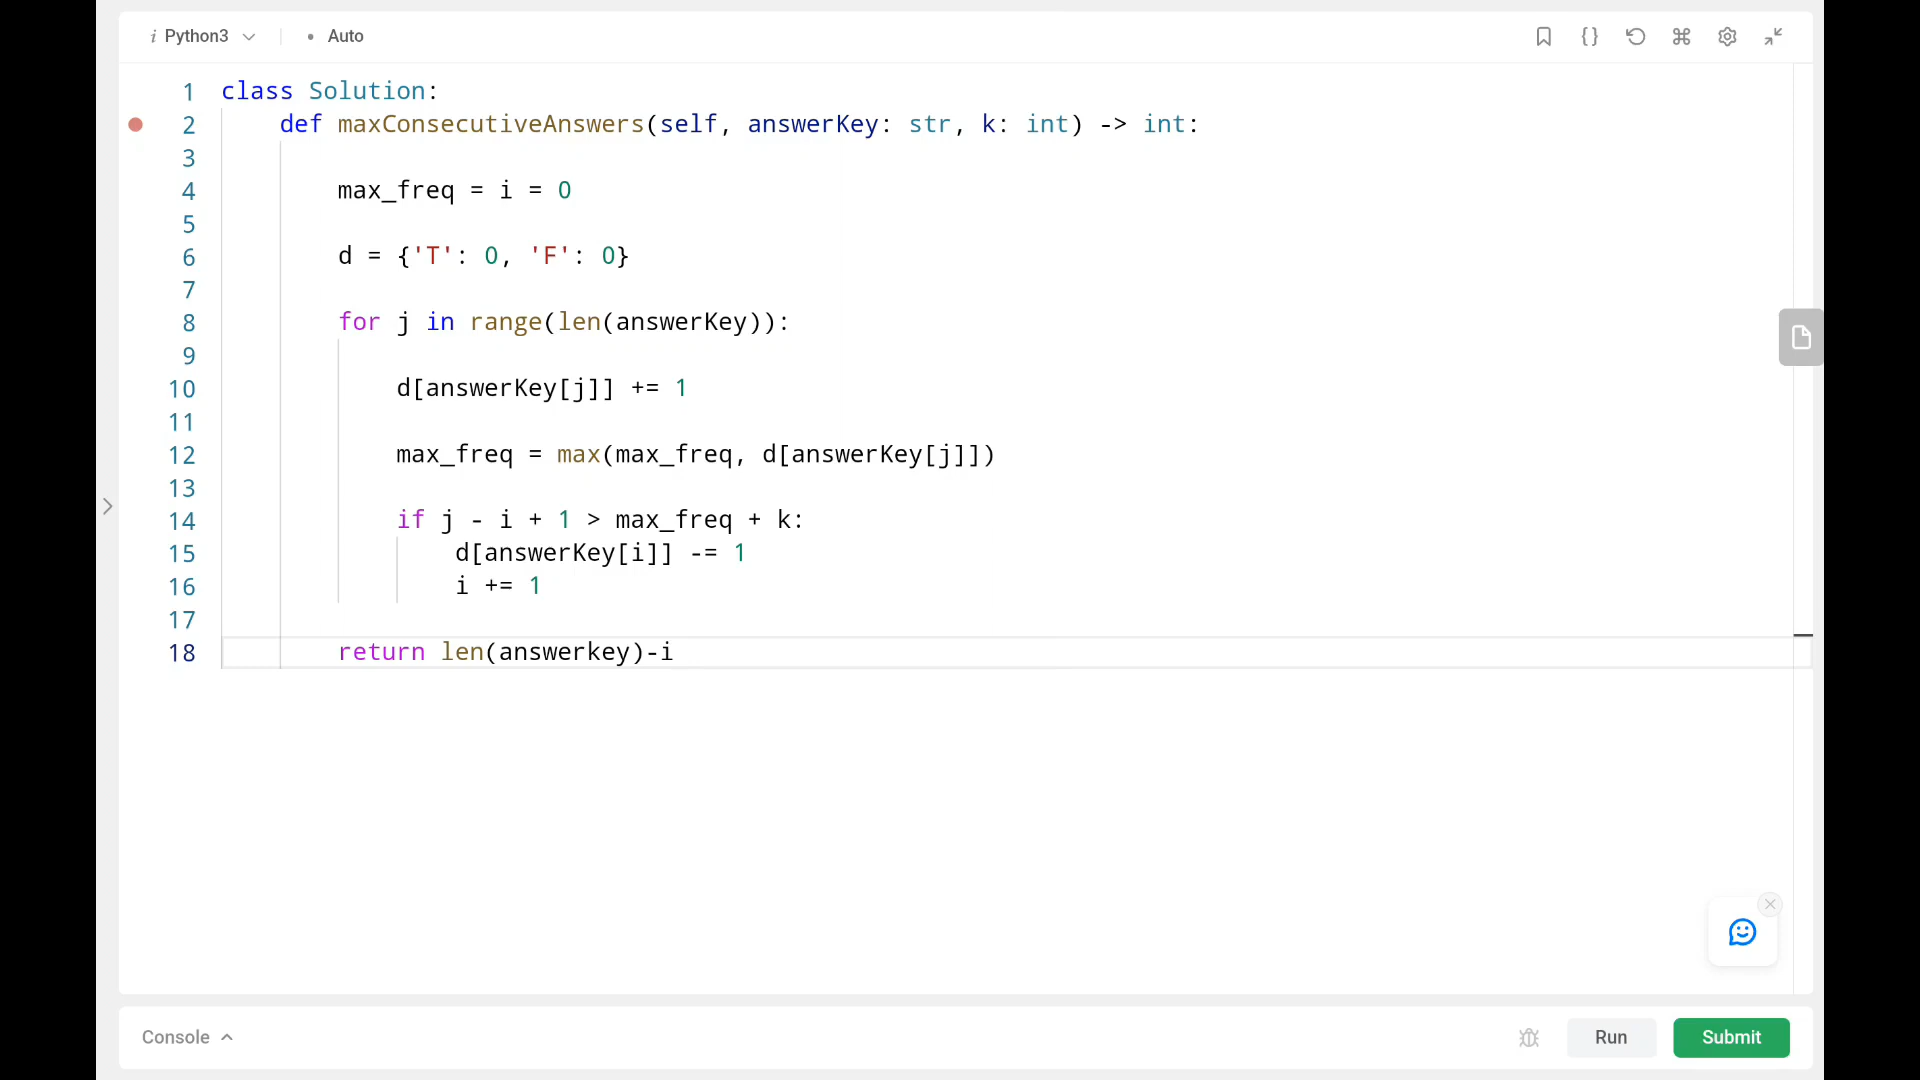 i Python3 • Auto
1 class Solution:
2 def maxConsecutiveAnswers(self, answerKey: str, k: int) -> int:
3
4 max_freq = i = 0
5
6 d = {'T': 0, 'F': 0}
7
8 for j in range(len(answerKey)):
9
10 d[answerKey[j]] += 1
11
12 max_freq = max(max_freq, d[answerKey[j]])
13
14 if j - i + 1 > max_freq + k:
15 d[answerKey[i]] -= 1
16 i += 1
17
18 return len(answerkey)-i
Console Run Submit